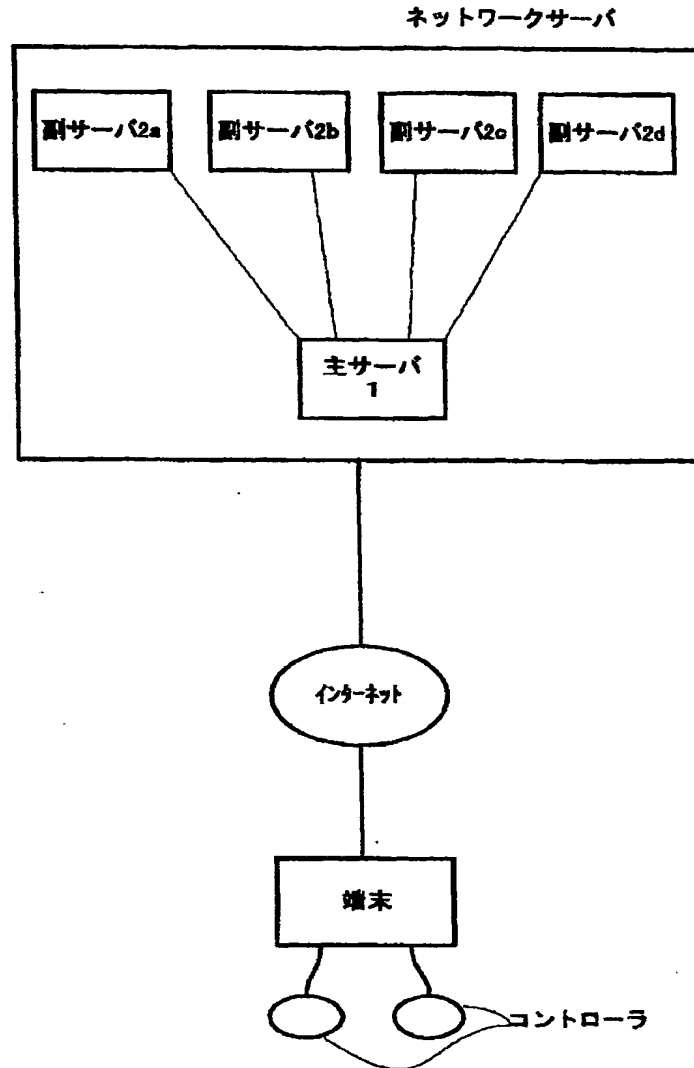 ネットワークサーバ
副サーバ2a
副サーバ2b
副サーバ2c
副サーバ2d
主サーバ
1
インターネット
端末
コントローラ